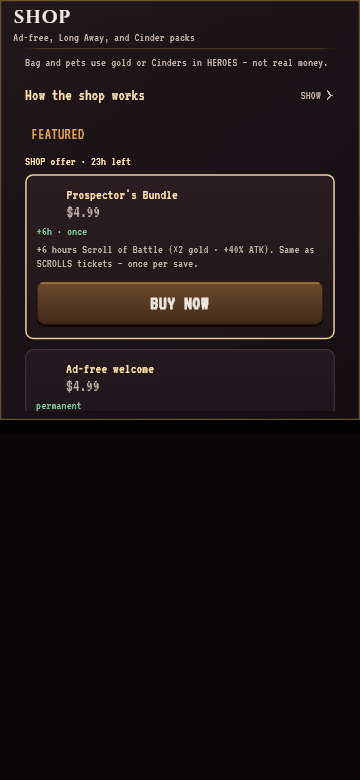 SHOP
Ad-free, Long Away, and Cinder packs
Bag and pets use gold or Cinders in HEROES — not real money.
How the shop works
SHOW
FEATURED
SHOP offer · 23h left
Prospector's Bundle
$4.99
+6h · once
+6 hours Scroll of Battle (×2 gold · +40% ATK). Same as
SCROLLS tickets — once per save.
BUY NOW
Ad-free welcome
$4.99
permanent